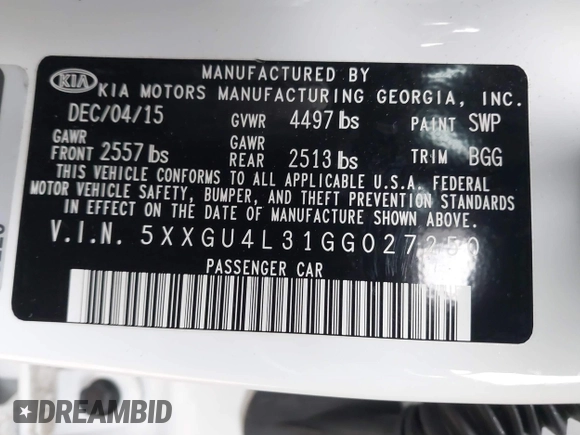 MANUFACTURED BY
KIA KIA MOTORS MANUFACTURING GEORGIA, INC.
DEC/04/15 GVWR 4497 lbs PAINT SWP
GAWR FRONT 2557 lbs GAWR REAR 2513 lbs TRIM BGG
THIS VEHICLE CONFORMS TO ALL APPLICABLE U.S.A. FEDERAL
MOTOR VEHICLE SAFETY, BUMPER, AND THEFT PREVENTION STANDARDS
IN EFFECT ON THE DATE OF MANUFACTURE SHOWN ABOVE.
V.I.N. 5XXGU4L31GG027250
PASSENGER CAR
DREAMBID